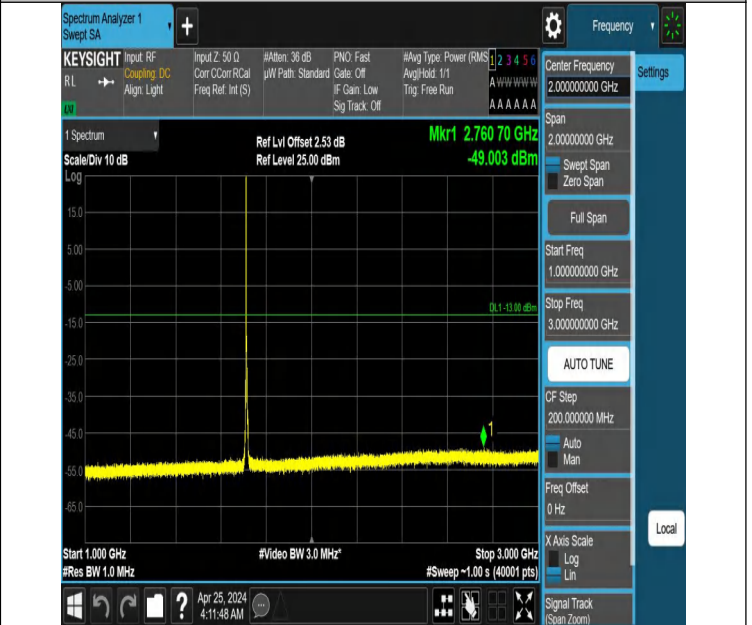 Spectrum Analyzer 1
Swept SA
+
Frequency
KEYSIGHT
RL
Input: RF
Coupling: DC
Align: Light
Input Z: 50 Ω
Corr CCorr RCal
Freq Ref: Int (S)
#Atten: 36 dB
µW Path: Standard
PNO: Fast
Gate: Off
IF Gain: Low
Sig Track: Off
#Avg Type: Power (RMS
Avg|Hold: 1/1
Trig: Free Run
1 2 3 4 5 6
A W W W W W
A A A A A A
1 Spectrum
Scale/Div 10 dB
Log
Ref Lvl Offset 2.53 dB
Ref Level 25.00 dBm
Mkr1 2.760 70 GHz
-49.003 dBm
15.0
5.00
-5.00
-15.0
-25.0
-35.0
-45.0
-55.0
-65.0
DL1 -13.00 dBm
1
Start 1.000 GHz
#Res BW 1.0 MHz
#Video BW 3.0 MHz*
Stop 3.000 GHz
#Sweep ~1.00 s (40001 pts)
Center Frequency
2.000000000 GHz
Span
2.00000000 GHz
Swept Span
Zero Span
Full Span
Start Freq
1.000000000 GHz
Stop Freq
3.000000000 GHz
AUTO TUNE
CF Step
200.000000 MHz
Auto
Man
Freq Offset
0 Hz
X Axis Scale
Log
Lin
Signal Track
(Span Zoom)
Settings
Local
?
Apr 25, 2024
4:11:48 AM